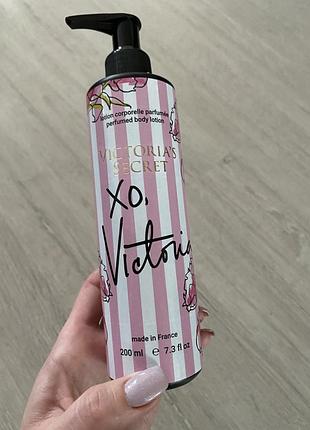 lotion corporelle parfumée
perfumed body lotion
VICTORIA'S
SECRET
XO,
Victoria
made in France
200 ml e 7.3 fl oz